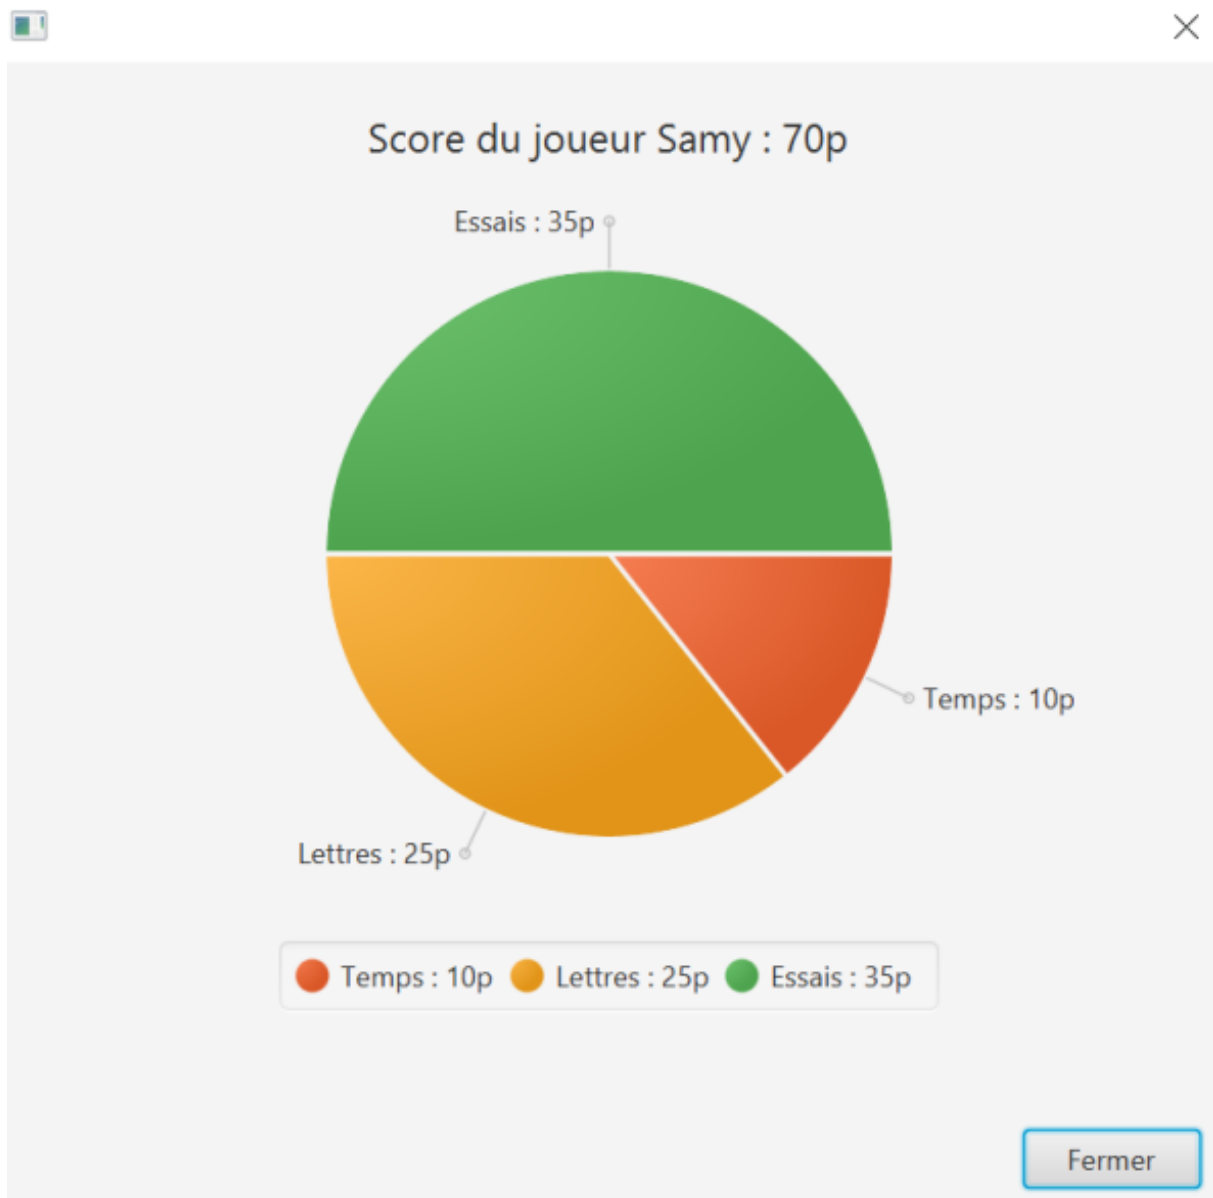 Score du joueur Samy : 70p
Essais : 35p
Temps : 10p
Lettres : 25p
Temps : 10p Lettres : 25p Essais : 35p
Fermer